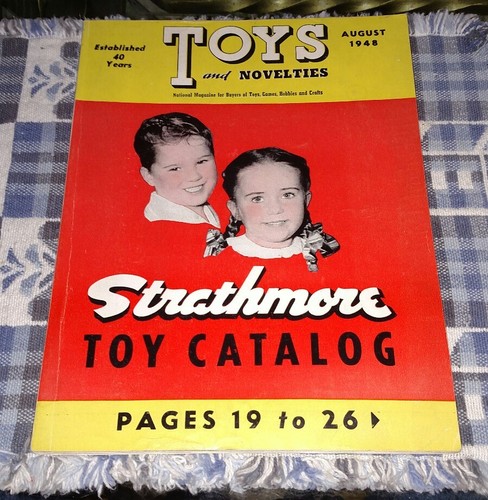 Established
40
Years
TOYS
and NOVELTIES
AUGUST
1948
National Magazine for Buyers of Toys, Games, Hobbies and Crafts
Strathmore
TOY CATALOG
PAGES 19 to 26